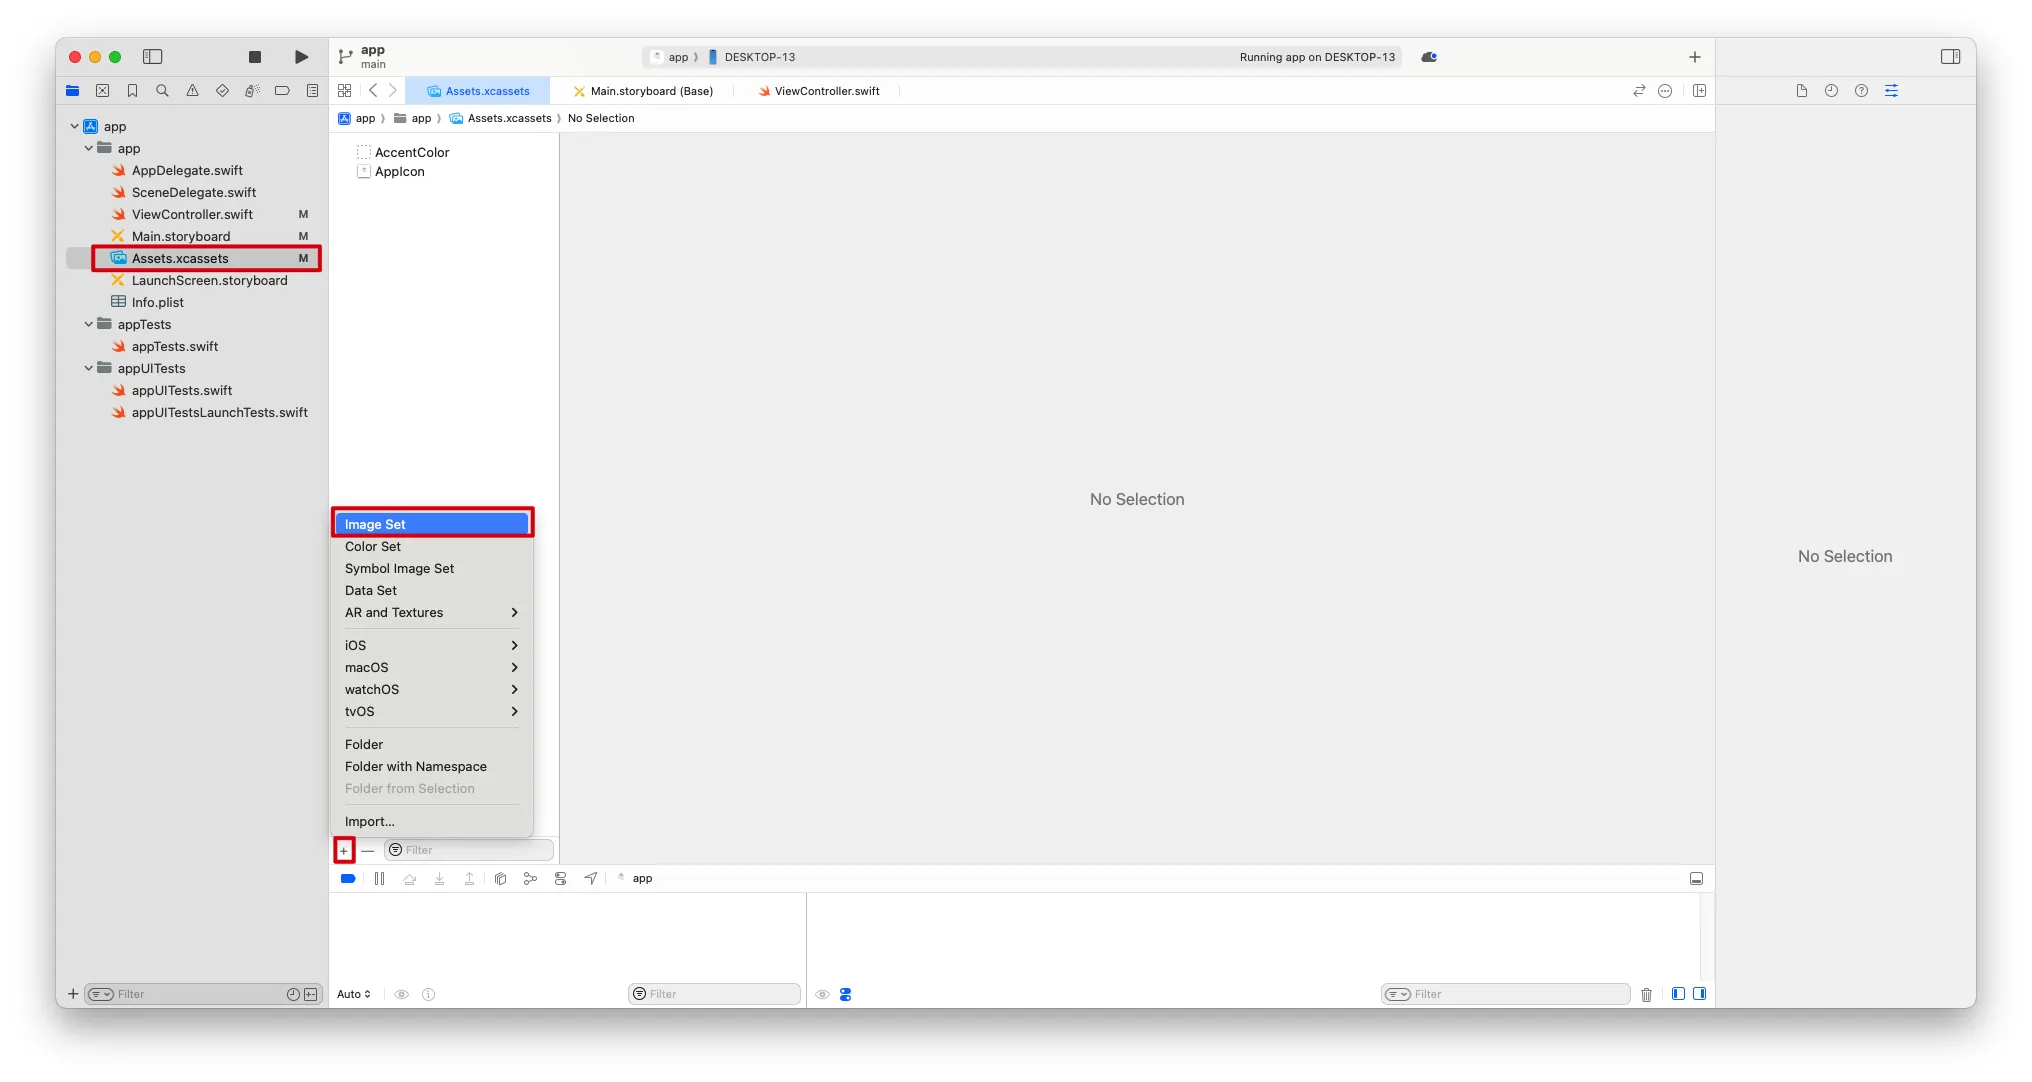 app
main
app
DESKTOP-13
Running app on DESKTOP-13
Assets.xcassets
Main.storyboard (Base)
ViewController.swift
app
app
Assets.xcassets
No Selection
app
app
AppDelegate.swift
SceneDelegate.swift
ViewController.swift M
Main.storyboard M
Assets.xcassets M
LaunchScreen.storyboard
Info.plist
appTests
appTests.swift
appUITests
appUITests.swift
appUITestsLaunchTests.swift
AccentColor
AppIcon
Image Set
Color Set
Symbol Image Set
Data Set
AR and Textures
iOS
macOS
watchOS
tvOS
Folder
Folder with Namespace
Folder from Selection
Import...
Filter
No Selection
No Selection
app
Filter
Auto
Filter
Filter